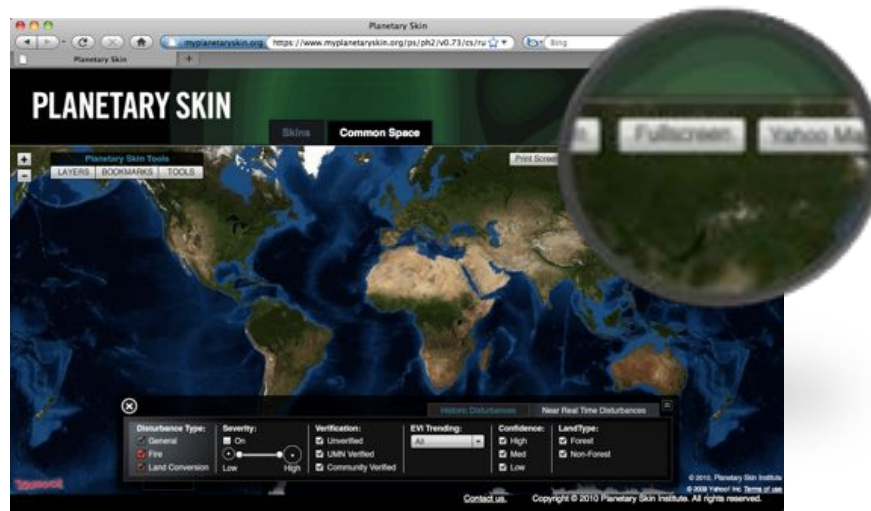 Planetary Skin
myplanetaryskin.org https://www.myplanetaryskin.org/ps/ph2/v0.73/cs/ru Bing
Planetary Skin
PLANETARY SKIN
Skins Common Space
Fullscreen Yahoo
+ Planetary Skin Tools Print
- LAYERS BOOKMARKS TOOLS
Historic Disturbances Near Real Time Disturbances
Disturbance Type: Severity: Verification: EVI Trending: Confidence: LandType:
General On Unverified All High Forest
Fire UMN Verified Med Non-Forest
Land Conversion Low High Community Verified Low
YAHOO!
© 2010, Planetary Skin Institute
© 2009 Yahoo! Inc Terms of use
Contact us. Copyright © 2010 Planetary Skin Institute. All rights reserved.